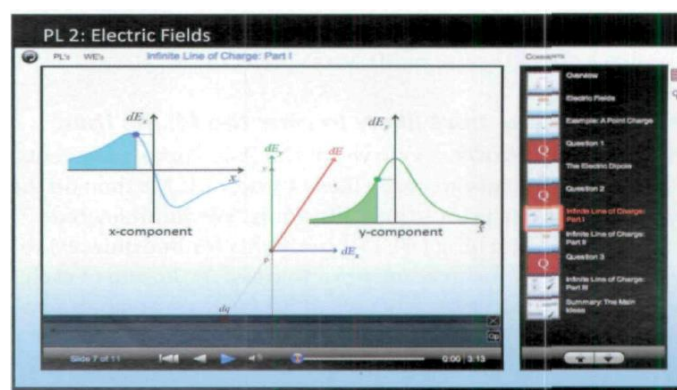 PL 2: Electric Fields
PL's WE's Infinite Line of Charge: Part I
Comments
dEx
x
x-component
dEy
y
dE
P
dEx
dq
dEy
x
y-component
Overview
Electric Fields
Example: A Point Charge
Q
Question 1
The Electric Dipole
Q
Question 2
Infinite Line of Charge:
Part I
Infinite Line of Charge:
Part II
Q
Question 3
Infinite Line of Charge:
Part III
Summary: The Main
Ideas
Slide 7 of 11
0:00 | 3:13